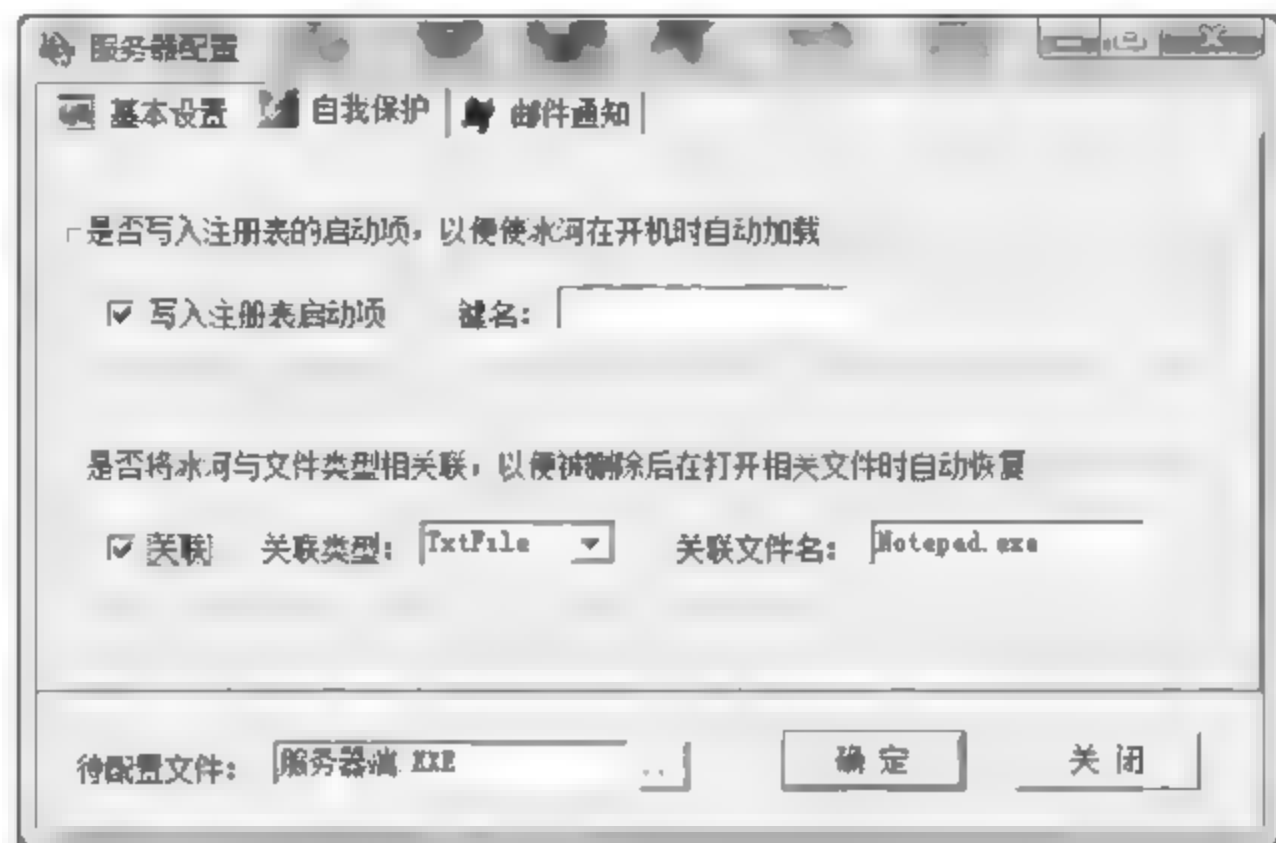 服务器配置
基本设置 自我保护 邮件通知
是否写入注册表的启动项，以便使冰河在开机时自动加载
写入注册表启动项 键名：
是否将冰河与文件类型相关联，以便被删除后在打开相关文件时自动恢复
关联 关联类型： TxtFile 关联文件名： Notepad.exe
待配置文件： 服务器端.EXE .. 确定 关闭